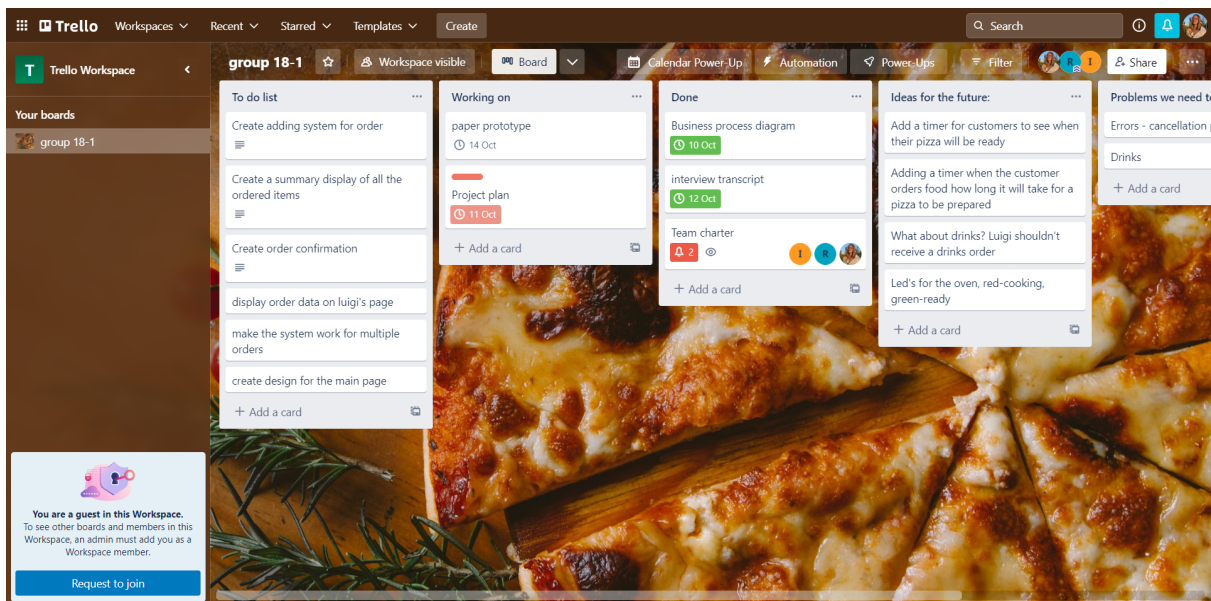 Trello Workspaces Recent Starred Templates Create Search
T Trello Workspace
Your boards
group 18-1
You are a guest in this Workspace.
To see other boards and members in this
Workspace, an admin must add you as a
Workspace member.
Request to join
group 18-1 Workspace visible Board Calendar Power-Up Automation Power-Ups Filter R I Share
To do list
Create adding system for order
Create a summary display of all the
ordered items
Create order confirmation
display order data on luigi's page
make the system work for multiple
orders
create design for the main page
+ Add a card
Working on
paper prototype
14 Oct
Project plan
11 Oct
+ Add a card
Done
Business process diagram
10 Oct
interview transcript
12 Oct
Team charter
2 I R
+ Add a card
Ideas for the future:
Add a timer for customers to see when
their pizza will be ready
Adding a timer when the customer
orders food how long it will take for a
pizza to be prepared
What about drinks? Luigi shouldn't
receive a drinks order
Led's for the oven, red-cooking,
green-ready
+ Add a card
Problems we need
Errors - cancellation
Drinks
+ Add a card